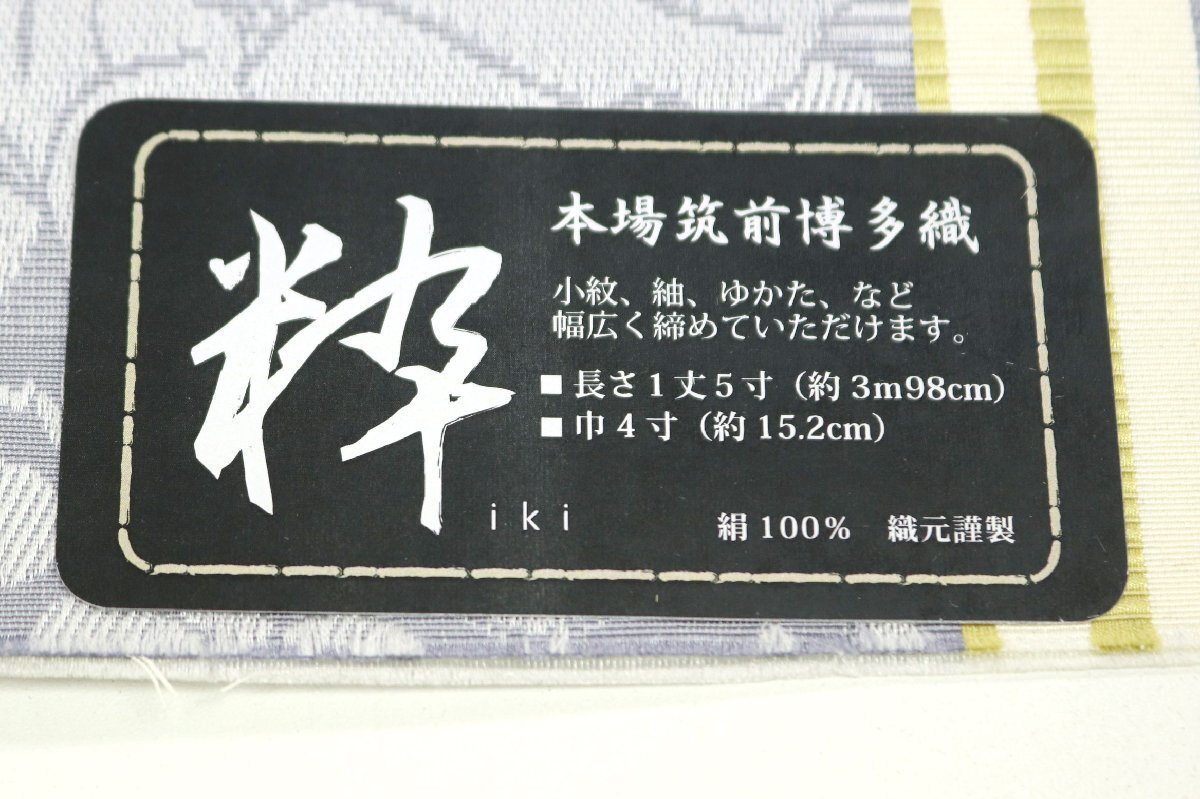 粋
iki
本場筑前博多織
小紋、紬、ゆかた、など
幅広く締めていただけます。
■ 長さ1丈5寸（約3m98cm）
■ 巾4寸（約15.2cm）
絹100%　織元謹製